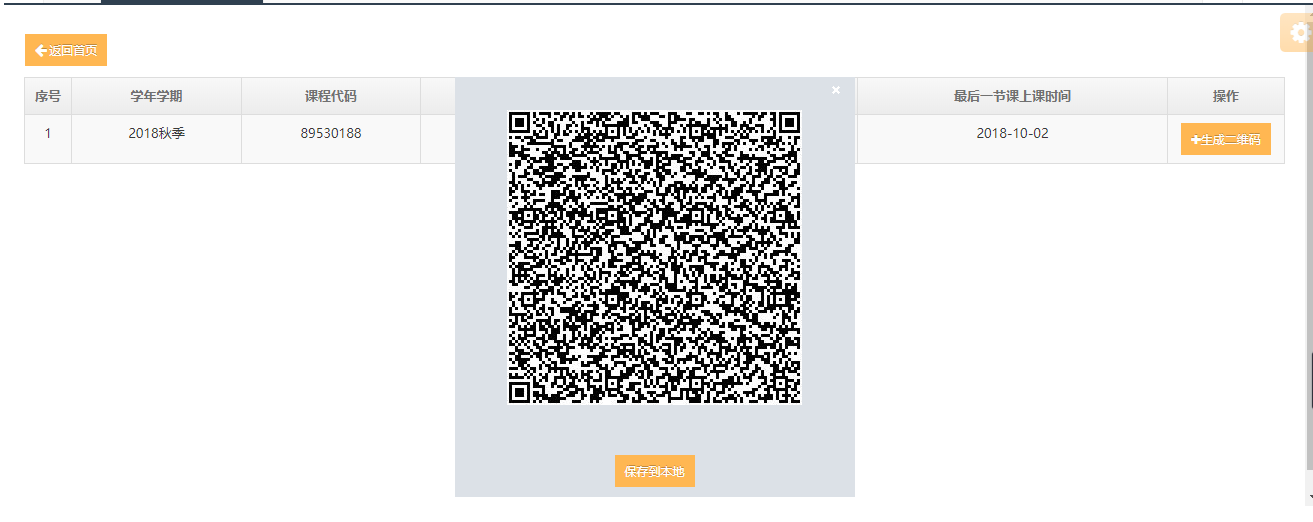 返回首页
序号 学年学期 课程代码 最后一节课上课时间 操作
1 2018秋季 89530188 2018-10-02 生成二维码
保存到本地